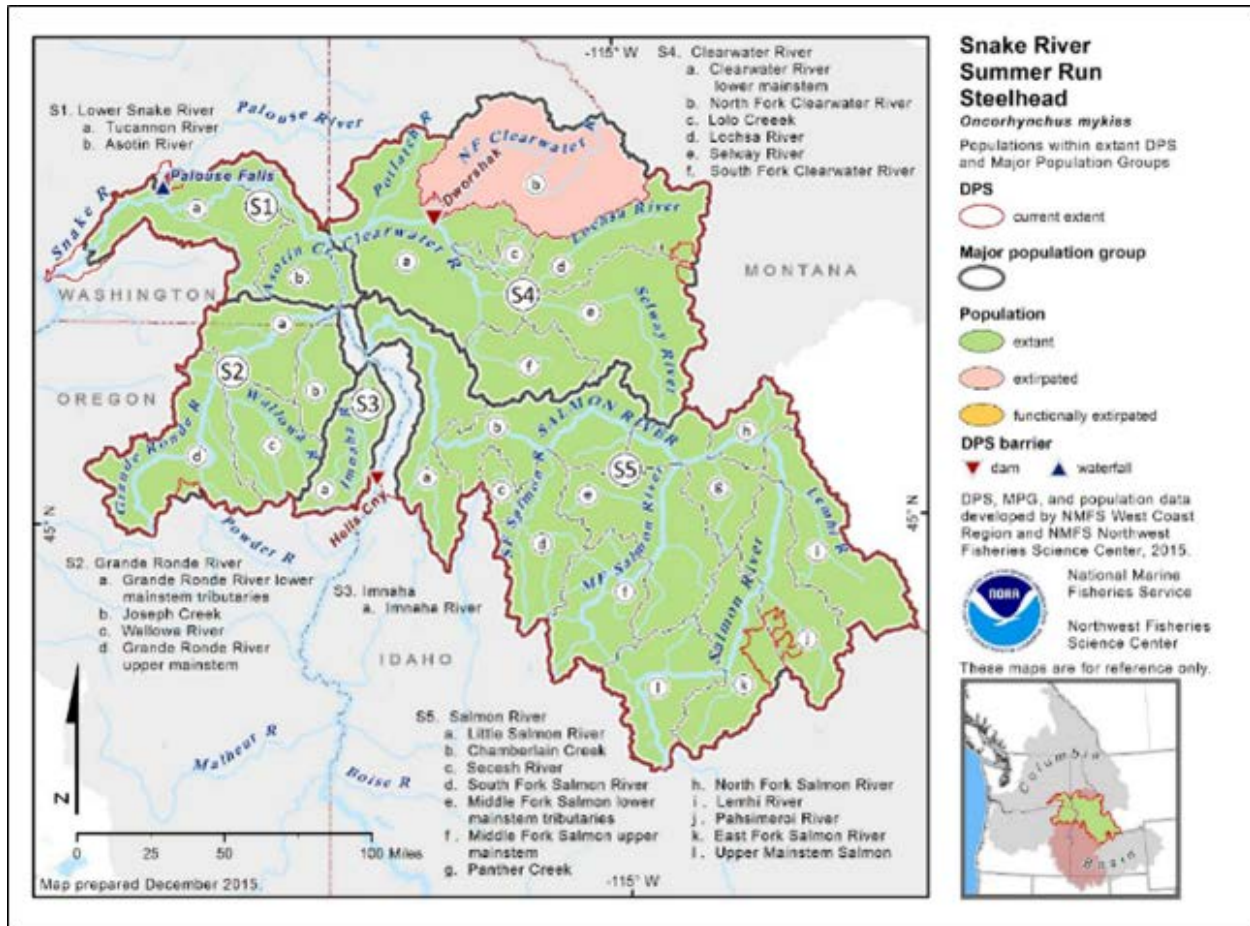 Snake River
Summer Run
Steelhead
Oncorhynchus mykiss
Populations within extant DPS
and Major Population Groups
DPS
current extent
Major population group
Population
extant
extirpated
functionally extirpated
DPS barrier
dam
waterfall
DPS, MPG, and population data
developed by NMFS West Coast
Region and NMFS Northwest
Fisheries Science Center, 2015.
NOAA
National Marine
Fisheries Service
Northwest Fisheries
Science Center
These maps are for reference only.
Columbia
Basin
-115° W
S4. Clearwater River
a. Clearwater River
lower mainstem
b. North Fork Clearwater River
c. Lolo Creeek
d. Lochsa River
e. Selway River
f. South Fork Clearwater River
S1. Lower Snake River
a. Tucannon River
b. Asotin River
Palouse River
Palouse Falls
Snake R
Potlatch R
NF Clearwater R
Dworshak
Lochsa River
Asotin Cr
Clearwater R
Selway River
WASHINGTON
MONTANA
OREGON
IDAHO
S1
a
b
S4
a
b
c
d
e
f
S2
a
b
c
d
S3
a
S5
a
b
c
d
e
f
g
h
i
j
k
l
Grande Ronde R
Wallowa R
Imnaha R
Hells Cny
Powder R
SALMON RIVER
SF Salmon R
MF Salmon River
Salmon River
Lemhi R
45° N
45° N
S2. Grande Ronde River
a. Grande Ronde River lower
mainstem tributaries
b. Joseph Creek
c. Wallowa River
d. Grande Ronde River
upper mainstem
S3. Imnaha
a. Imnaha River
Malheur R
Boise R
S5. Salmon River
a. Little Salmon River
b. Chamberlain Creek
c. Secesh River
d. South Fork Salmon River
e. Middle Fork Salmon lower
mainstem tributaries
f. Middle Fork Salmon upper
mainstem
g. Panther Creek
h. North Fork Salmon River
i. Lemhi River
j. Pahsimeroi River
k. East Fork Salmon River
l. Upper Mainstem Salmon
N
0 25 50 100 Miles
Map prepared December 2015.
-115° W